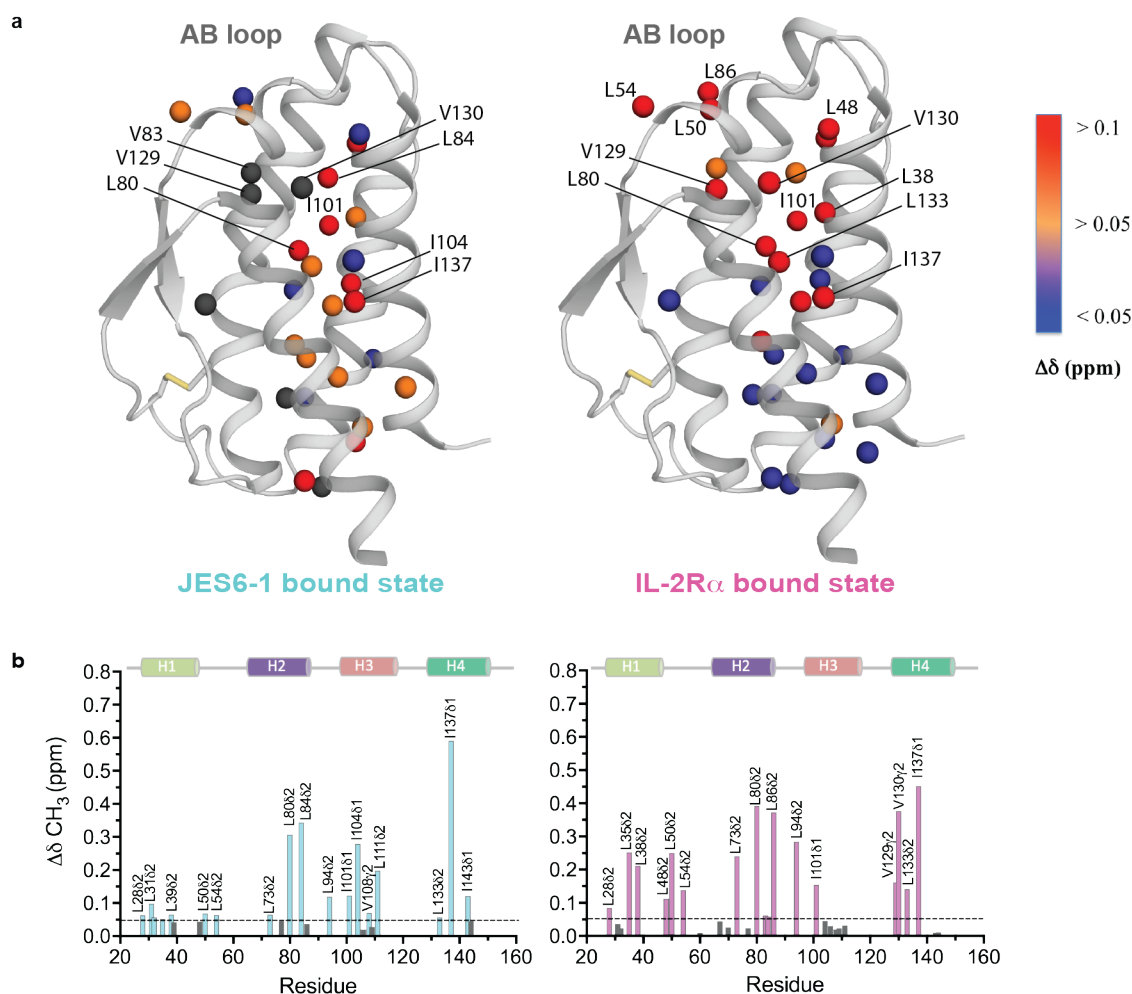 a
AB loop
V83
V129
L80
V130
L84
I101
I104
I137
JES6-1 bound state
AB loop
L54
L86
L50
L48
V129
L80
V130
I101
L38
L133
I137
IL-2Rα bound state
> 0.1
> 0.05
< 0.05
Δδ (ppm)
b
H1 H2 H3 H4
Δδ CH3 (ppm)
0.8
0.7
0.6
0.5
0.4
0.3
0.2
0.1
0.0
L28δ2
L31δ2
L39δ2
L50δ2
L54δ2
L73δ2
L80δ2
L84δ2
L94δ2
I101δ1
I104δ1
V108γ2
L111δ2
L133δ2
I137δ1
I143δ1
20 40 60 80 100 120 140 160
Residue
H1 H2 H3 H4
0.8
0.7
0.6
0.5
0.4
0.3
0.2
0.1
0.0
L28δ2
L35δ2
L38δ2
L48δ2
L50δ2
L54δ2
L73δ2
L80δ2
L86δ2
L94δ2
I101δ1
V129γ2
V130γ2
L133δ2
I137δ1
20 40 60 80 100 120 140 160
Residue